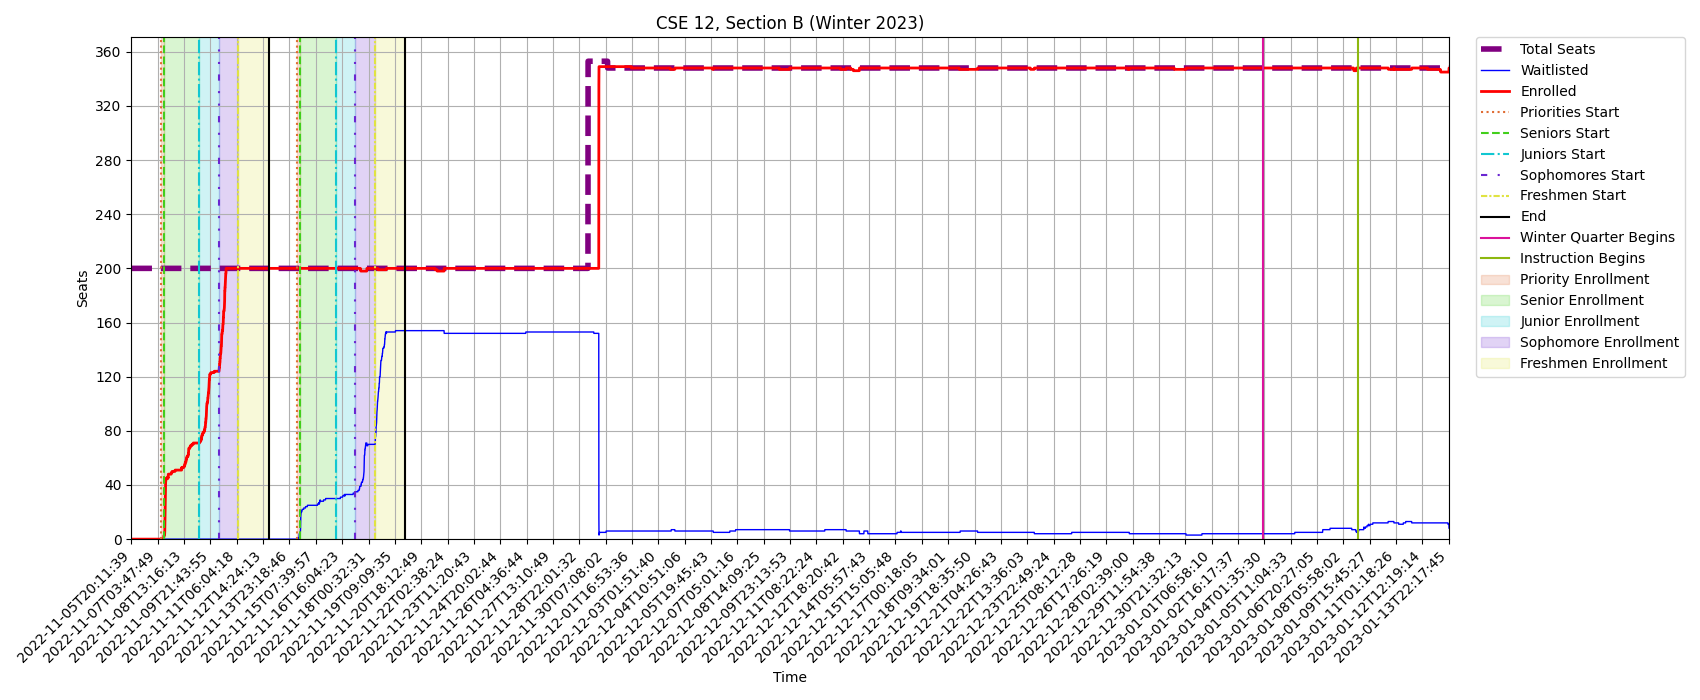 CSE 12, Section B (Winter 2023)
360
320
280
240
200
160
120
80
40
0
Seats
2022-11-05T20:11:39
2022-11-07T03:47:49
2022-11-08T13:16:13
2022-11-09T21:43:55
2022-11-11T06:04:18
2022-11-12T14:24:13
2022-11-13T23:18:46
2022-11-15T07:39:57
2022-11-16T16:04:23
2022-11-18T00:32:31
2022-11-19T09:09:35
2022-11-20T18:12:49
2022-11-22T02:38:24
2022-11-23T11:20:43
2022-11-24T20:02:44
2022-11-26T04:36:44
2022-11-27T13:10:49
2022-11-28T22:01:32
2022-11-30T07:08:02
2022-12-01T16:53:36
2022-12-03T01:51:40
2022-12-04T10:51:06
2022-12-05T19:45:43
2022-12-07T05:01:16
2022-12-08T14:09:25
2022-12-09T23:13:53
2022-12-11T08:22:24
2022-12-12T18:20:42
2022-12-14T05:57:43
2022-12-15T15:05:48
2022-12-17T00:18:05
2022-12-18T09:34:01
2022-12-19T18:35:50
2022-12-21T04:26:43
2022-12-22T13:36:03
2022-12-23T22:49:24
2022-12-25T08:12:28
2022-12-26T17:26:19
2022-12-28T02:39:00
2022-12-29T11:54:38
2022-12-30T21:32:13
2023-01-01T06:58:10
2023-01-02T16:17:37
2023-01-04T01:35:30
2023-01-05T11:04:33
2023-01-06T20:27:05
2023-01-08T05:58:02
2023-01-09T15:45:27
2023-01-11T01:18:26
2023-01-12T12:19:14
2023-01-13T22:17:45
Time
Total Seats
Waitlisted
Enrolled
Priorities Start
Seniors Start
Juniors Start
Sophomores Start
Freshmen Start
End
Winter Quarter Begins
Instruction Begins
Priority Enrollment
Senior Enrollment
Junior Enrollment
Sophomore Enrollment
Freshmen Enrollment